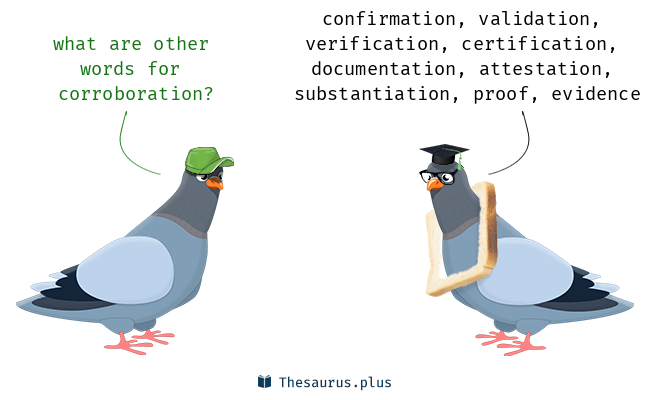 what are other
words for
corroboration?
confirmation, validation,
verification, certification,
documentation, attestation,
substantiation, proof, evidence
Thesaurus.plus